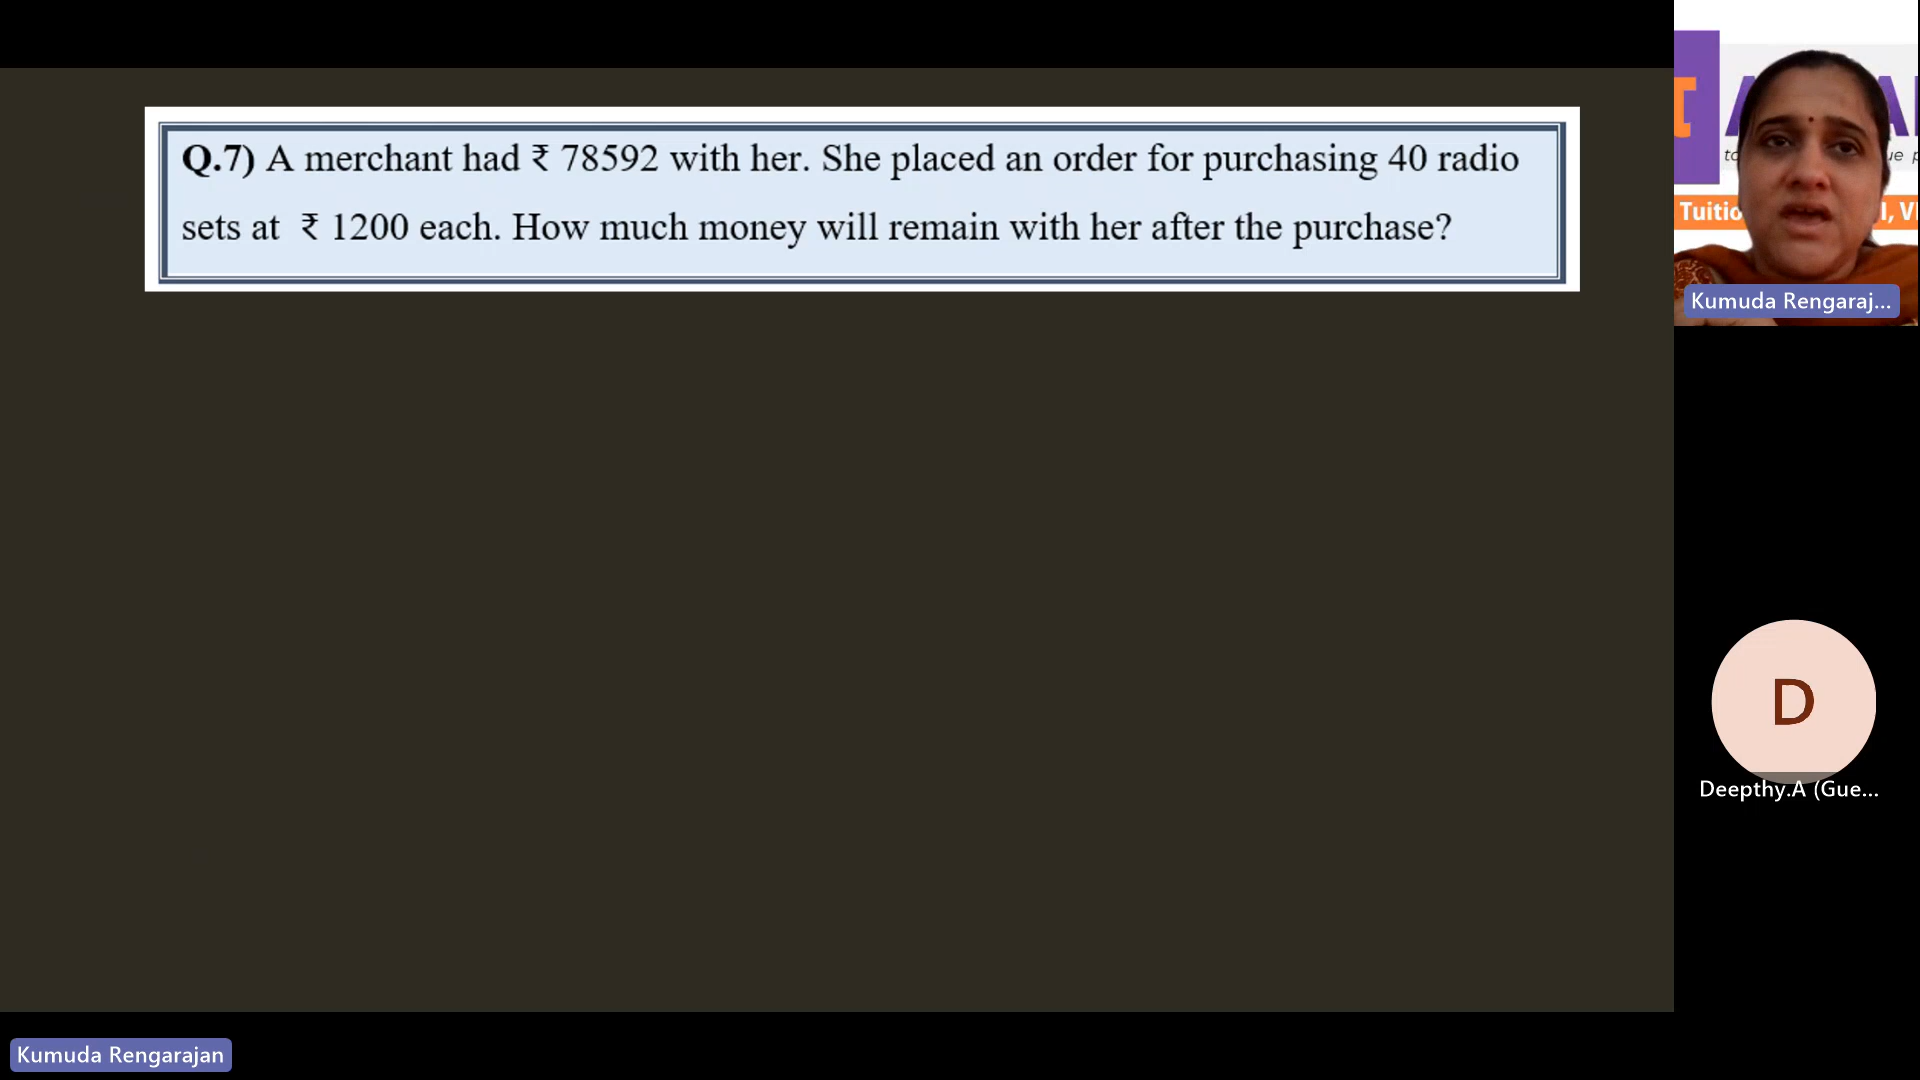 Q.7) A merchant had ₹ 78592 with her. She placed an order for purchasing 40 radio
sets at ₹ 1200 each. How much money will remain with her after the purchase?
Tuitio
Kumuda Rengaraj...
D
Deepthy.A (Gue...
Kumuda Rengarajan